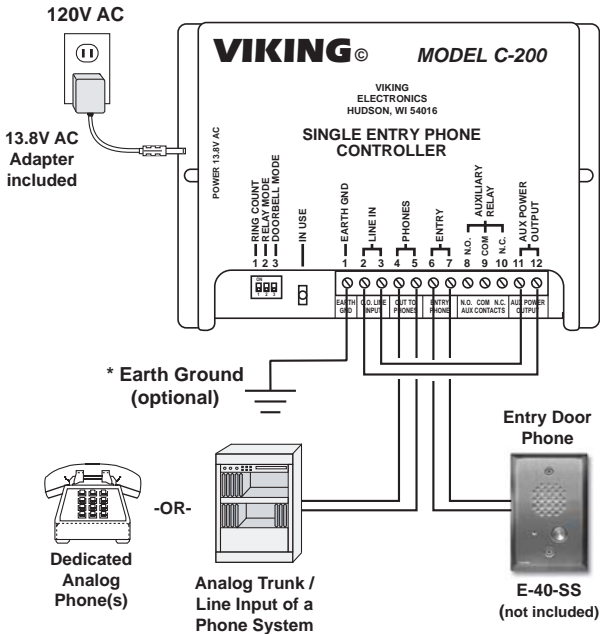 120V AC
VIKING©
MODEL C-200
VIKING
ELECTRONICS
HUDSON, WI 54016
SINGLE ENTRY PHONE
CONTROLLER
13.8V AC
Adapter
included
POWER 13.8V AC
RING COUNT
RELAY MODE
DOORBELL MODE
1 2 3
IN USE
EARTH GND
LINE IN
PHONES
ENTRY
AUXILIARY
RELAY
N.O.
COM
N.C.
AUX POWER
OUTPUT
1 2 3 4 5 6 7 8 9 10 11 12
ON
1 2 3
EARTH
GND
C.O. LINE
INPUT
OUT TO
PHONES
ENTRY
PHONE
N.O. COM N.C.
AUX CONTACTS
AUX POWER
OUTPUT
* Earth Ground
(optional)
Entry Door
Phone
-OR-
Dedicated
Analog
Phone(s)
Analog Trunk /
Line Input of a
Phone System
E-40-SS
(not included)